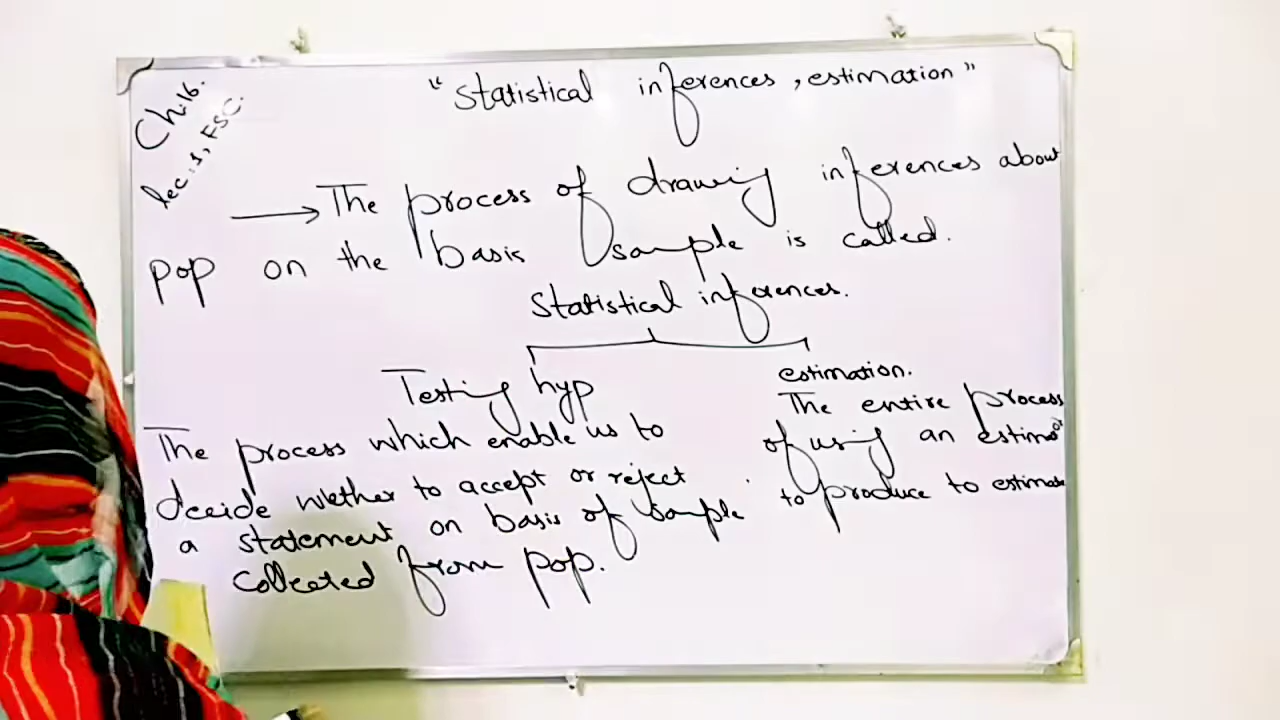 Ch.16.
lec.:1, FSC.
"Statistical inferences, estimation"
→ The process of drawing inferences about
pop on the basis sample is called.
Statistical inferences.
Testing hyp
The process which enable us to
decide wether to accept or reject
a statement on basis of sample
collected from pop.
estimation.
The entire process
of using an estimator
to produce to estimate